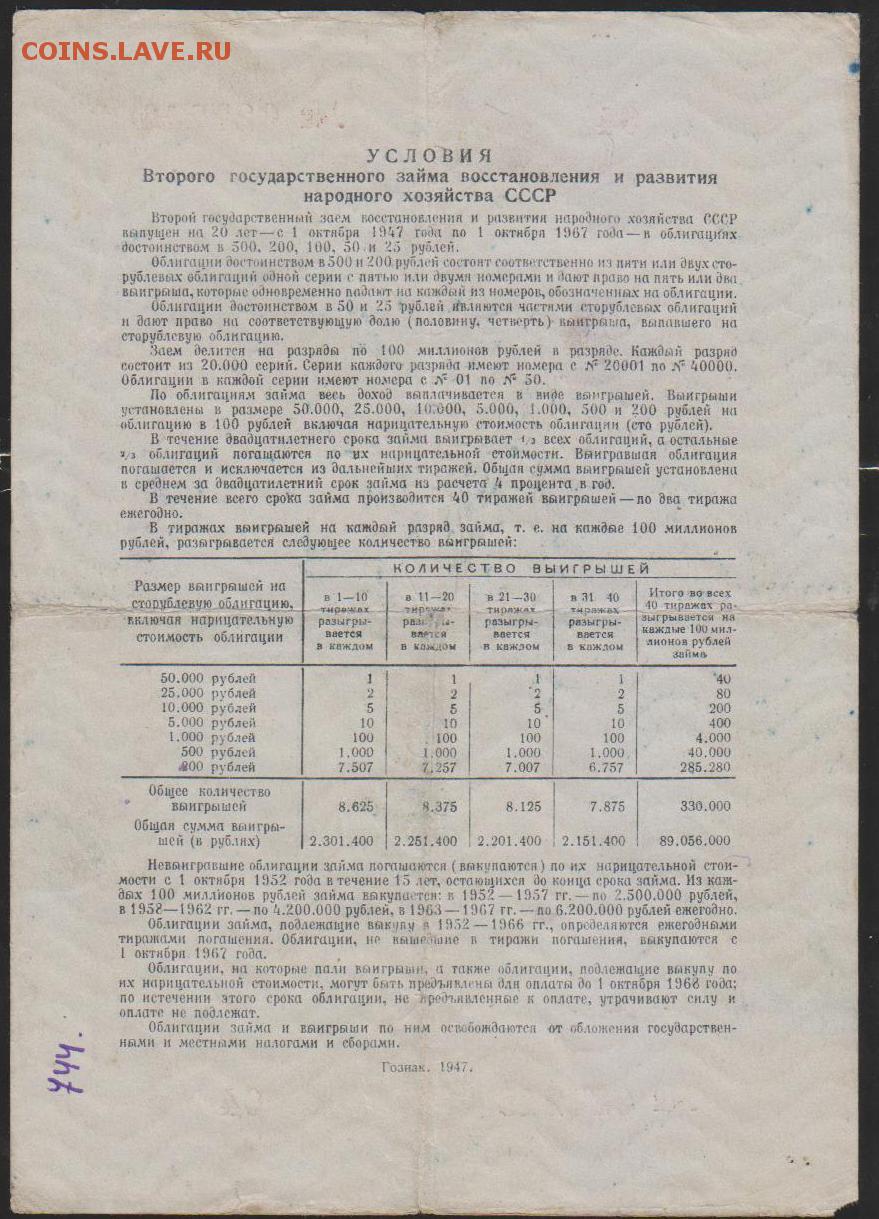 COINS.LAVE.RU
УСЛОВИЯ
Второго государственного займа восстановления и развития
народного хозяйства СССР
Второй государственный заем восстановления и развития народного хозяйства СССР
выпущен на 20 лет — с 1 октября 1947 года по 1 октября 1967 года — в облигациях
достоинством в 500, 200, 100, 50 и 25 рублей.
Облигации достоинством в 500 и 200 рублей состоят соответственно из пяти или двух сто-
рублевых облигаций одной серии с пятью или двумя номерами и дают право на пять или два
выигрыша, которые одновременно падают на каждый из номеров, обозначенных на облигации.
Облигации достоинством в 50 и 25 рублей являются частями сторублевых облигаций
и дают право на соответствующую долю (половину, четверть) выигрыша, выпавшего на
сторублевую облигацию.
Заем делится на разряды по 100 миллионов рублей в разряде. Каждый разряд
состоит из 20.000 серий. Серии каждого разряда имеют номера с № 20001 по № 40000.
Облигации в каждой серии имеют номера с № 01 по № 50.
По облигациям займа весь доход выплачивается в виде выигрышей. Выигрыши
установлены в размере 50.000, 25.000, 10.000, 5.000, 1.000, 500 и 200 рублей на
облигацию в 100 рублей включая нарицательную стоимость облигации (сто рублей).
В течение двадцатилетнего срока займа выигрывает 1/3 всех облигаций, а остальные
2/3 облигаций погащаются по их нарицательной стоимости. Выигравшая облигация
погашается и исключается из дальнейших тиражей. Общая сумма выигрышей установлена
в среднем за двадцатилетний срок займа из расчета 4 процента в год.
В течение всего срока займа производится 40 тиражей выигрышей — по два тиража
ежегодно.
В тиражах выигрышей на каждый разряд займа, т. е. на каждые 100 миллионов
рублей, разыгрывается следующее количество выигрышей:
Размер выигрышей на сторублевую облигацию, включая нарицательную стоимость облигации
КОЛИЧЕСТВО ВЫИГРЫШЕЙ
в 1—10 тиражах разыгры- вается в каждом
в 11—20 тиражах разыгры- вается в каждом
в 21—30 тиражах разыгры- вается в каждом
в 31 40 тиражах разыгры- вается в каждом
Итого во всех 40 тиражах ра- зыгрывается на каждые 100 мил- лионов рублей займа
50.000 рублей 1 1 1 1 40
25.000 рублей 2 2 2 2 80
10.000 рублей 5 5 5 5 200
5.000 рублей 10 10 10 10 400
1.000 рублей 100 100 100 100 4.000
500 рублей 1.000 1.000 1.000 1.000 40.000
200 рублей 7.507 7.257 7.007 6.757 285.280
Общее количество
выигрышей 8.625 8.375 8.125 7.875 330.000
Общая сумма выигры-
шей (в рублях) 2.301.400 2.251.400 2.201.400 2.151.400 89.056.000
Невыигравшие облигации займа погашаются (выкупаются) по их нарицательной стои-
мости с 1 октября 1952 года в течение 15 лет, остающихся до конца срока займа. Из каж-
дых 100 миллионов рублей займа выкупается: в 1952 — 1957 гг. — по 2.500.000 рублей,
в 1958—1962 гг. — по 4.200.000 рублей, в 1963 — 1967 гг. — по 6.200.000 рублей ежегодно.
Облигации займа, подлежащие выкупу в 1952 — 1966 гг., определяются ежегодными
тиражами погашения. Облигации, не вышедшие в тиражи погашения, выкупаются с
1 октября 1967 года.
Облигации, на которые пали выигрыши, а также облигации, подлежащие выкупу по
их нарицательной стоимости, могут быть предъявлены для оплаты до 1 октября 1968 года;
по истечении этого срока облигации, не предъявленные к оплате, утрачивают силу и
оплате не подлежат.
Облигации займа и выигрыши по ним освобождаются от обложения государствен-
ными и местными налогами и сборами.
Гознак. 1947.
744.